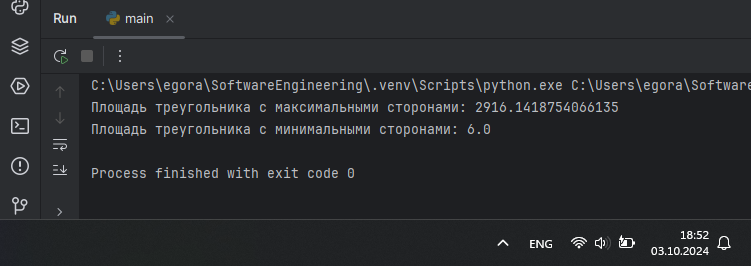 Run
main
C:\Users\egora\SoftwareEngineering\.venv\Scripts\python.exe C:\Users\egora\Software
Площадь треугольника с максимальными сторонами: 2916.1418754066135
Площадь треугольника с минимальными сторонами: 6.0
Process finished with exit code 0
ENG
18:52
03.10.2024